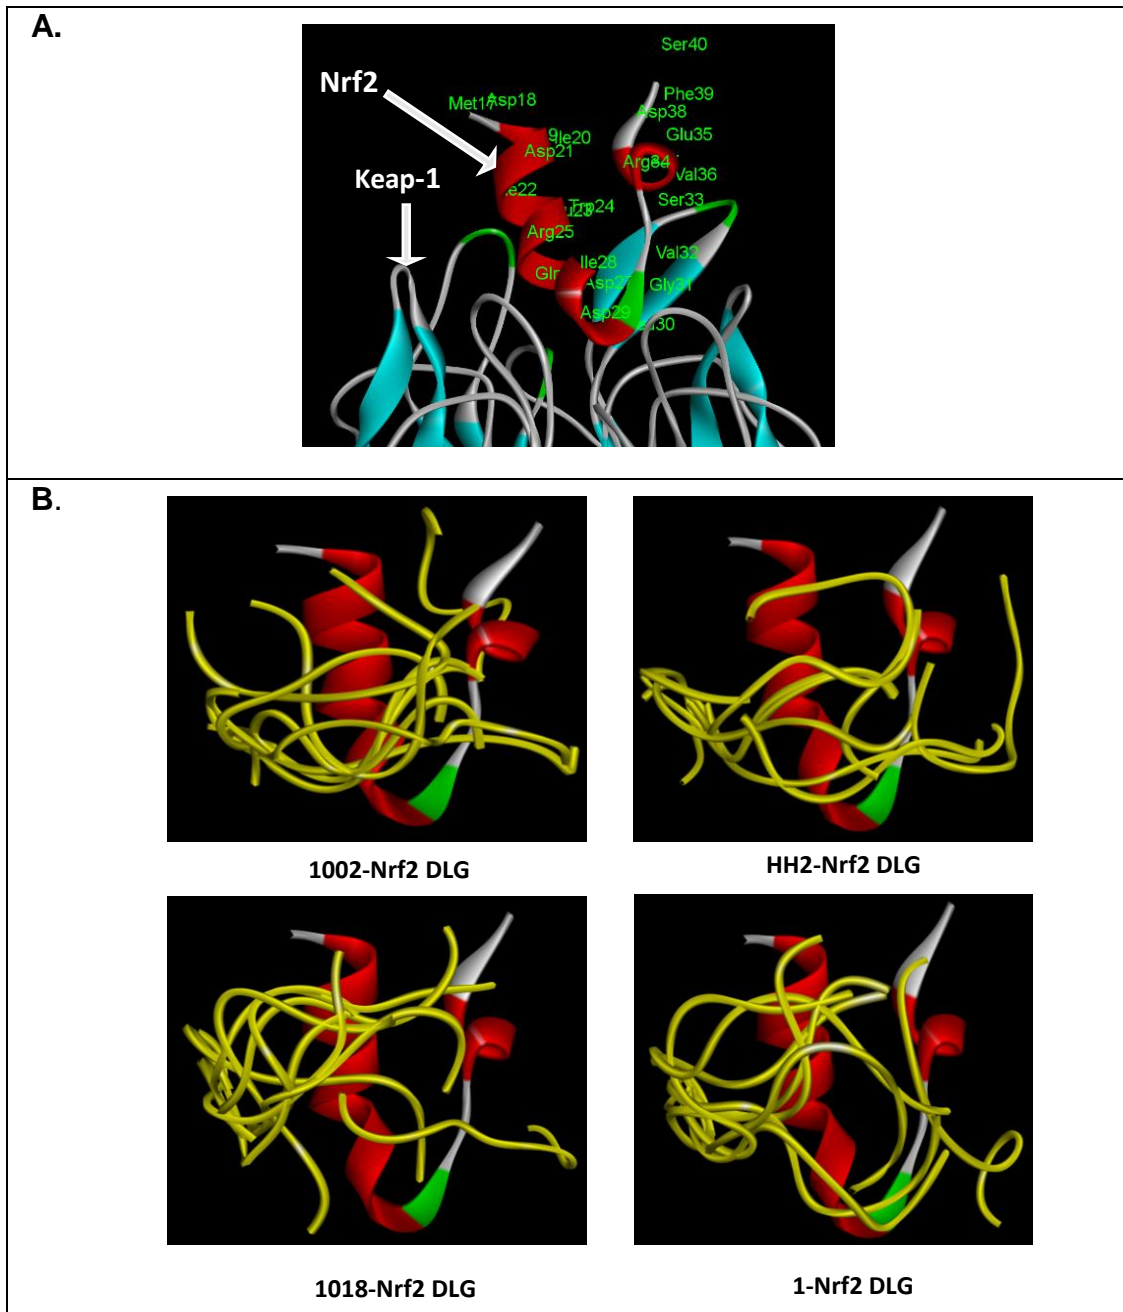 A.
Nrf2
Keap-1
Ser40
Phe39
Asp38
Glu35
Met17
Asp18
Ile20
Asp21
Val36
Ser33
Trp24
Arg25
Ile28
Val32
Asp27
Gly31
Asp29
B.
1002-Nrf2 DLG
HH2-Nrf2 DLG
1018-Nrf2 DLG
1-Nrf2 DLG